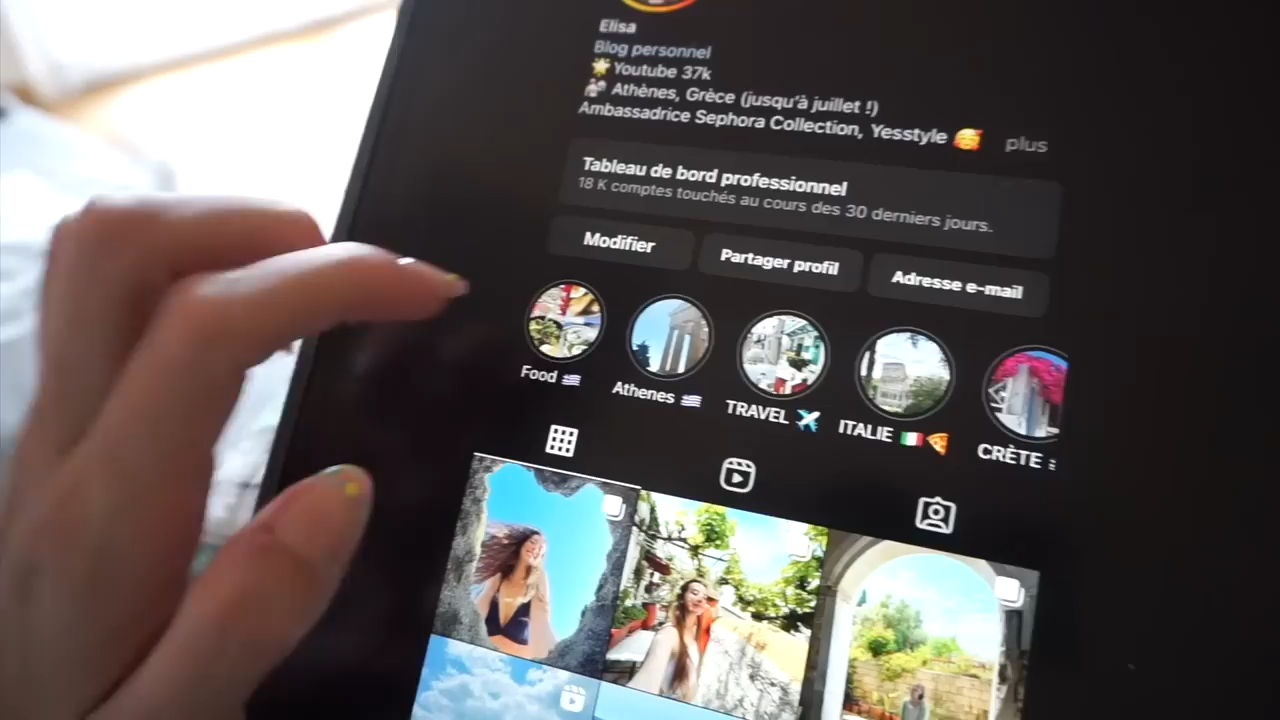 Elisa
Blog personnel
🌟 Youtube 37k
Athènes, Grèce (jusqu'à juillet !)
Ambassadrice Sephora Collection, Yesstyle 🥰 plus
Tableau de bord professionnel
18 K comptes touchés au cours des 30 derniers jours.
Modifier
Partager profil
Adresse e-mail
Food 🇬🇷
Athenes 🇬🇷
TRAVEL ✈️
ITALIE 🇮🇹🍕
CRÈTE